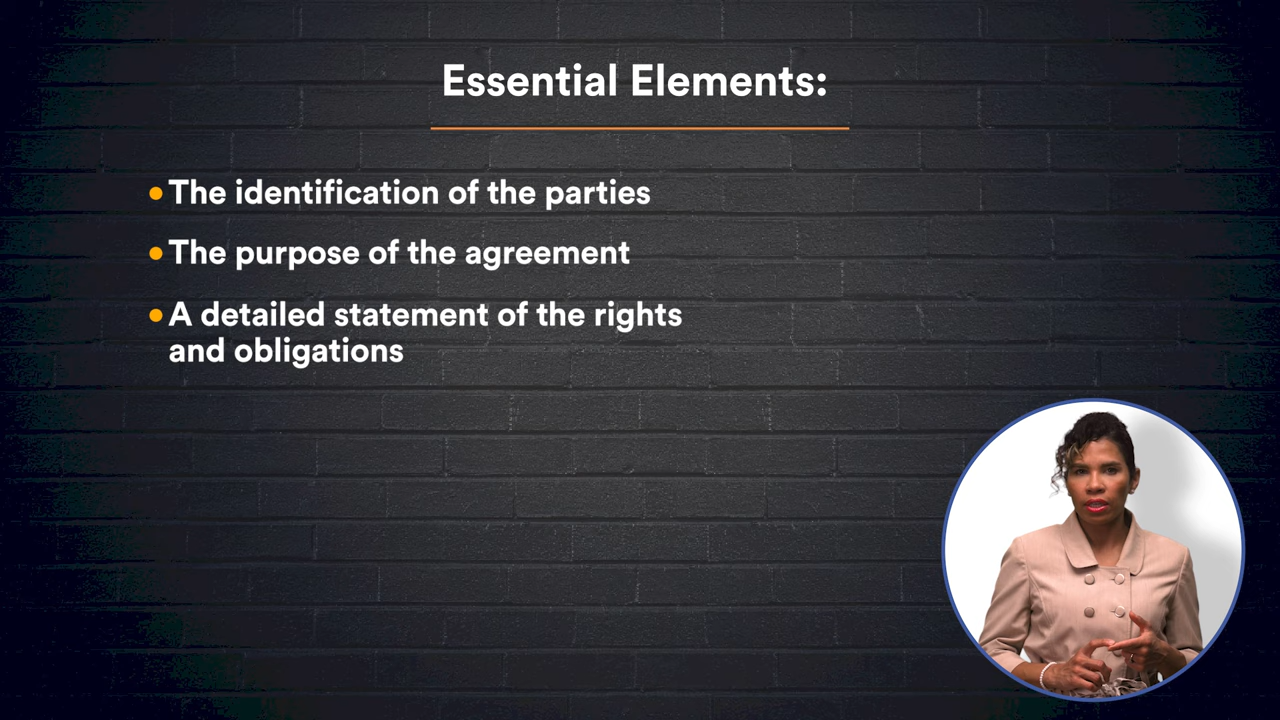 Essential Elements:
• The identification of the parties
• The purpose of the agreement
• A detailed statement of the rights
and obligations